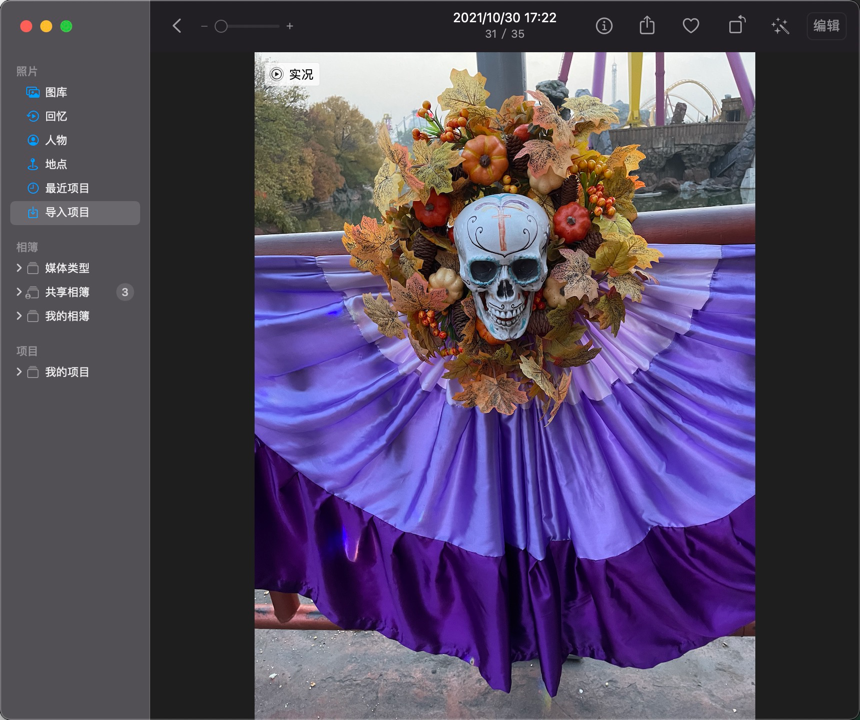 2021/10/30 17:22
31 / 35
编辑
照片
图库
回忆
人物
地点
最近项目
导入项目
相簿
媒体类型
共享相簿 3
我的相簿
项目
我的项目
实况